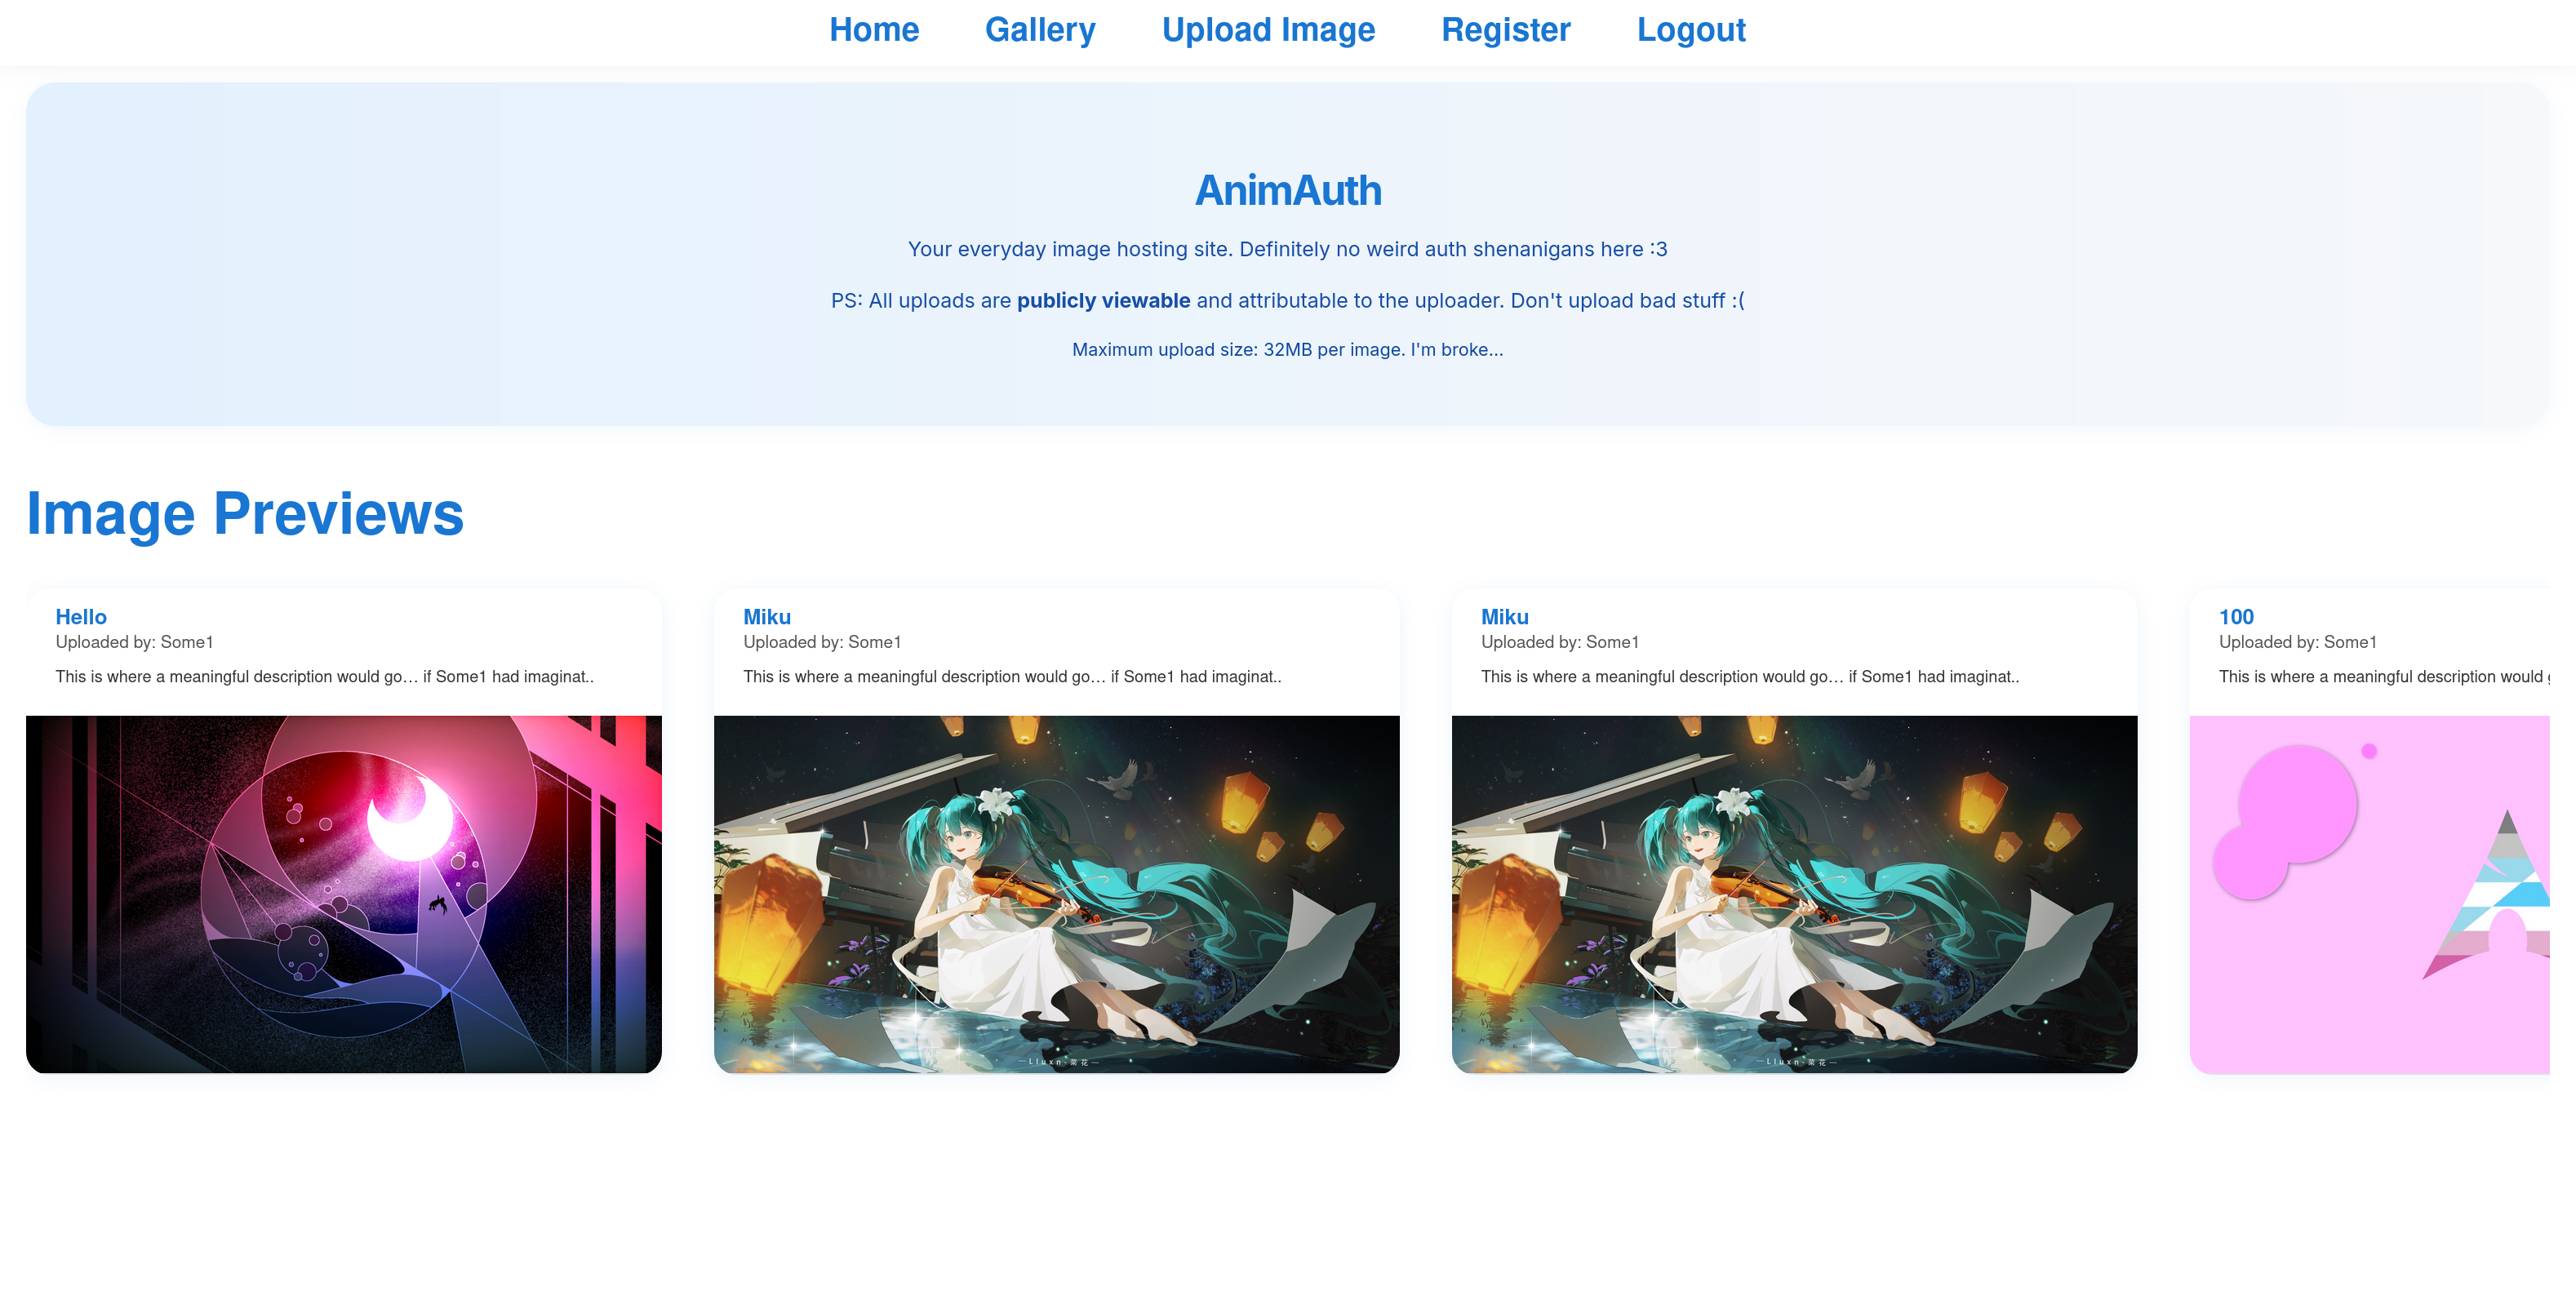 Home Gallery Upload Image Register Logout
AnimAuth
Your everyday image hosting site. Definitely no weird auth shenanigans here :3
PS: All uploads are publicly viewable and attributable to the uploader. Don't upload bad stuff :(
Maximum upload size: 32MB per image. I'm broke...
Image Previews
Hello
Uploaded by: Some1
This is where a meaningful description would go… if Some1 had imaginat..
Miku
Uploaded by: Some1
This is where a meaningful description would go… if Some1 had imaginat..
—Lluxn·菜花—
Miku
Uploaded by: Some1
This is where a meaningful description would go… if Some1 had imaginat..
—Lluxn·菜花—
100
Uploaded by: Some1
This is where a meaningful description would